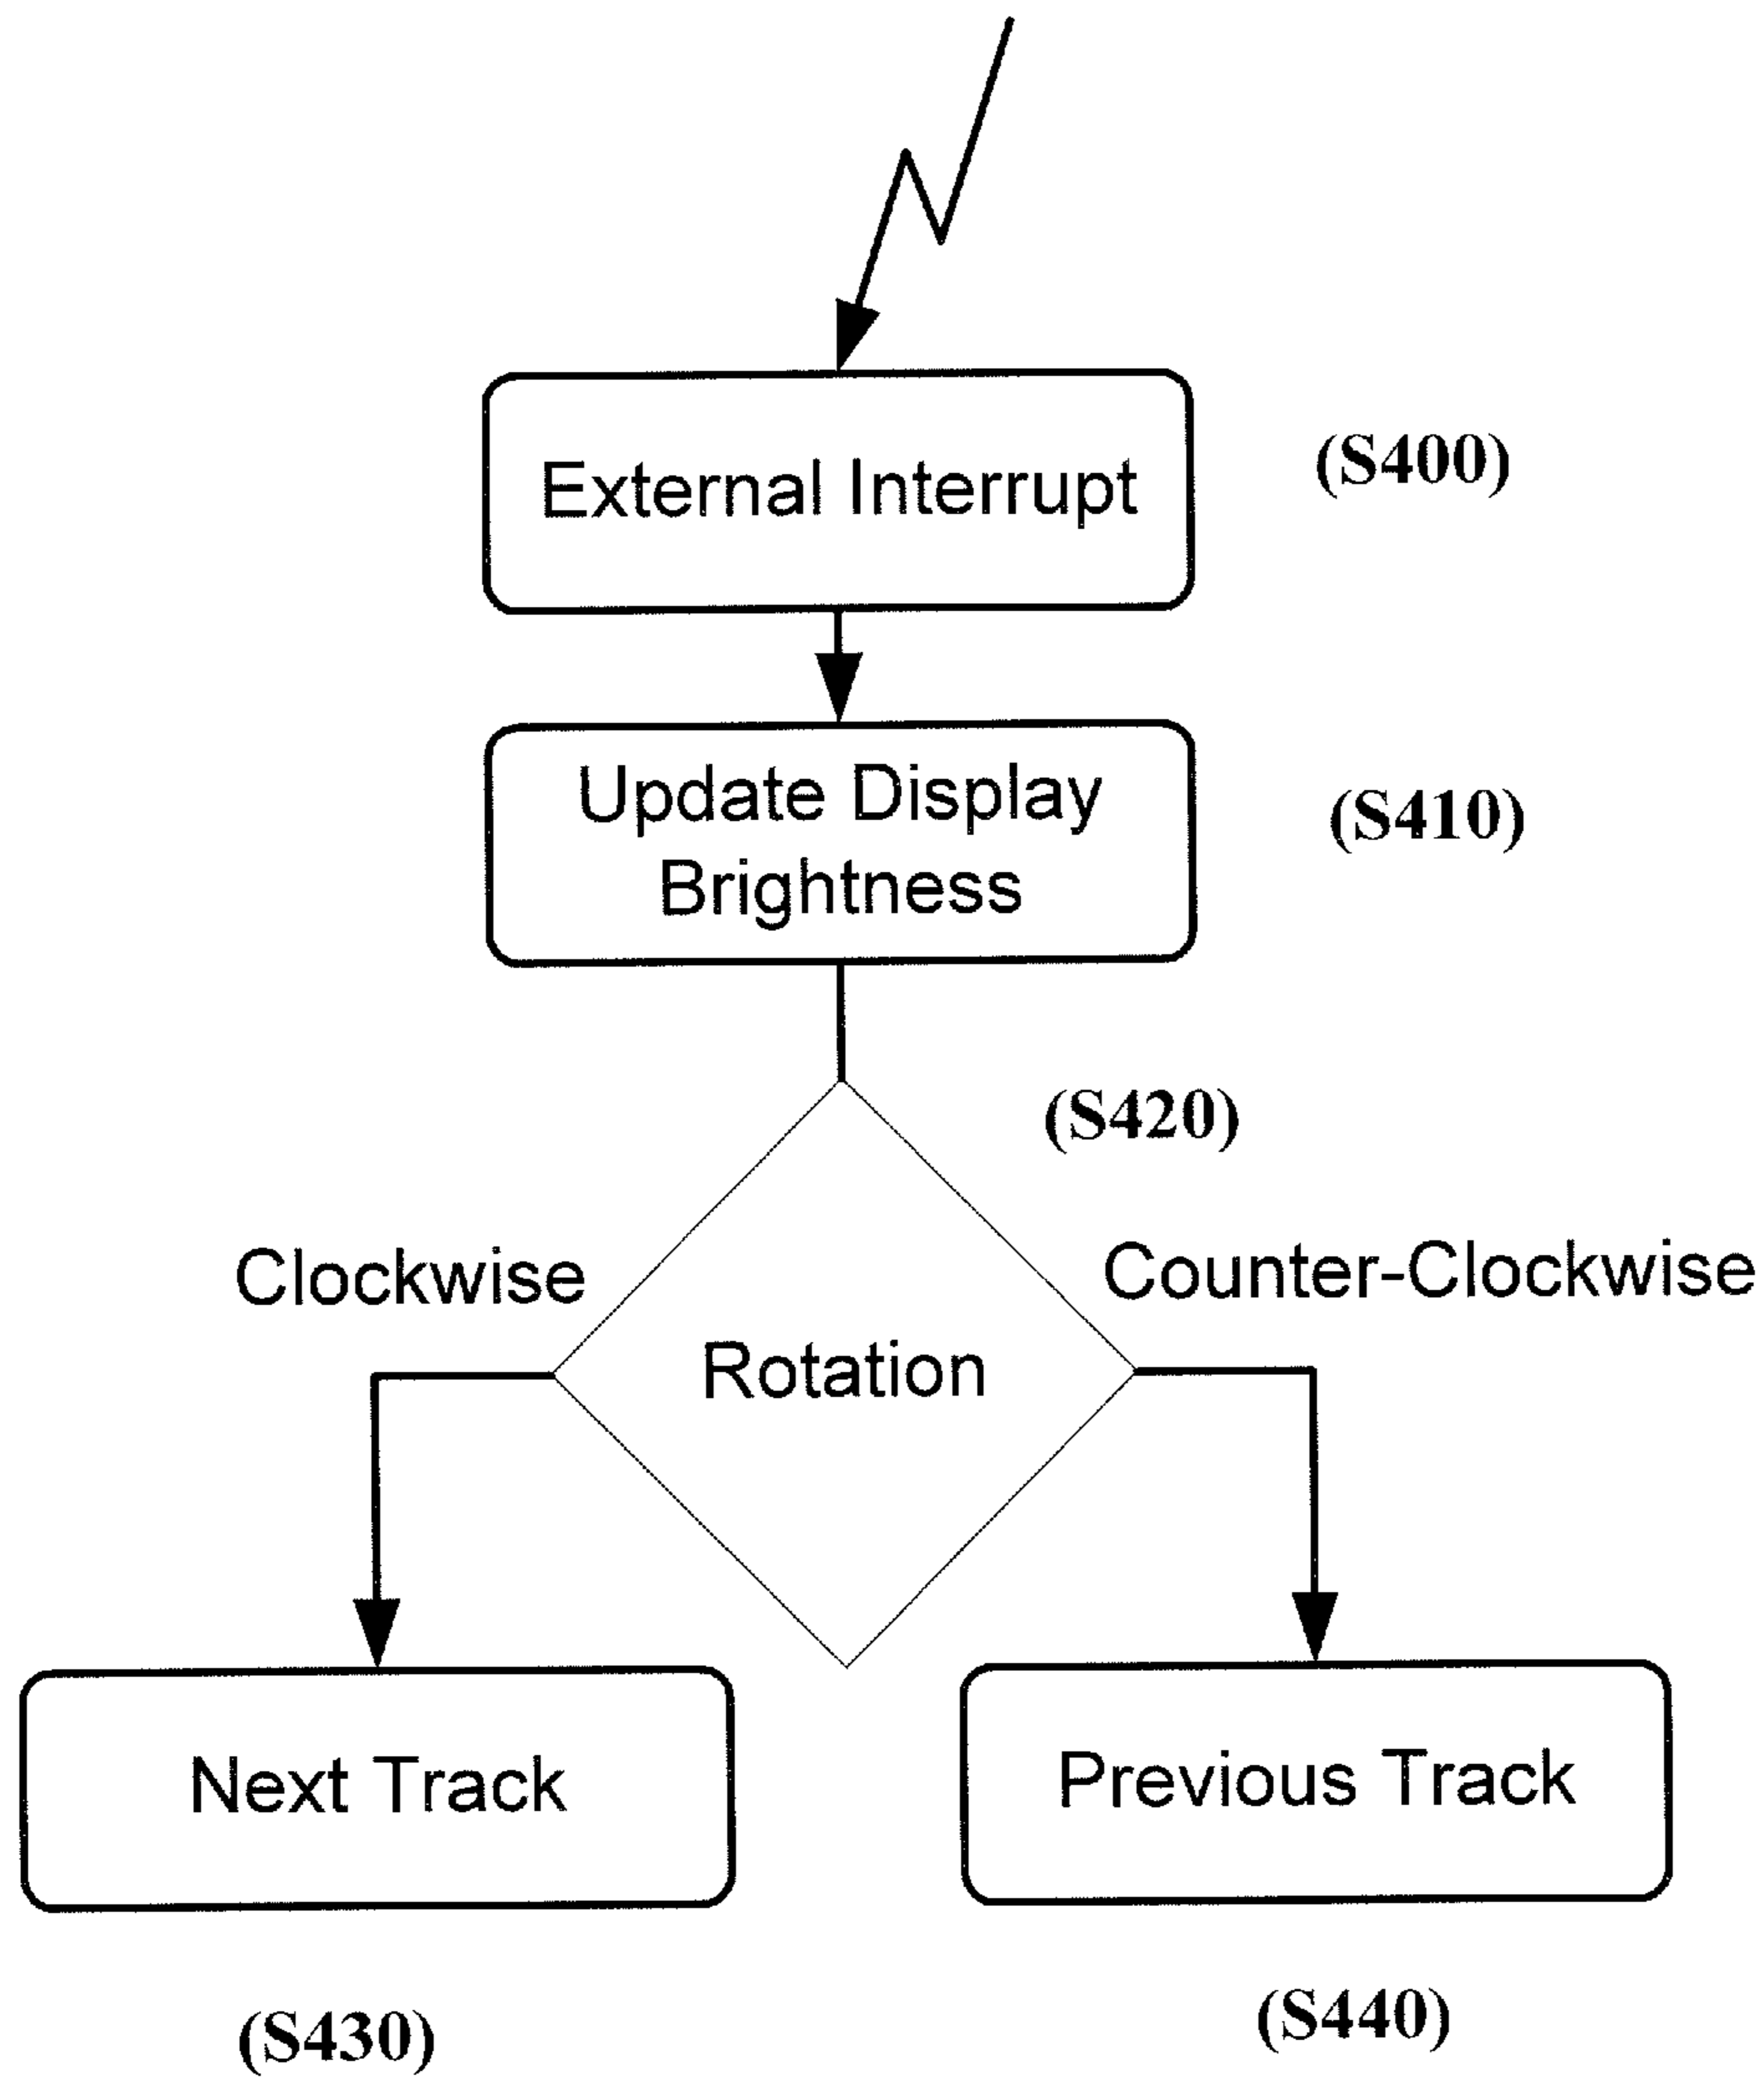 External Interrupt
(S400)
Update Display
Brightness
(S410)
(S420)
Clockwise
Counter-Clockwise
Rotation
Next Track
Previous Track
(S430)
(S440)